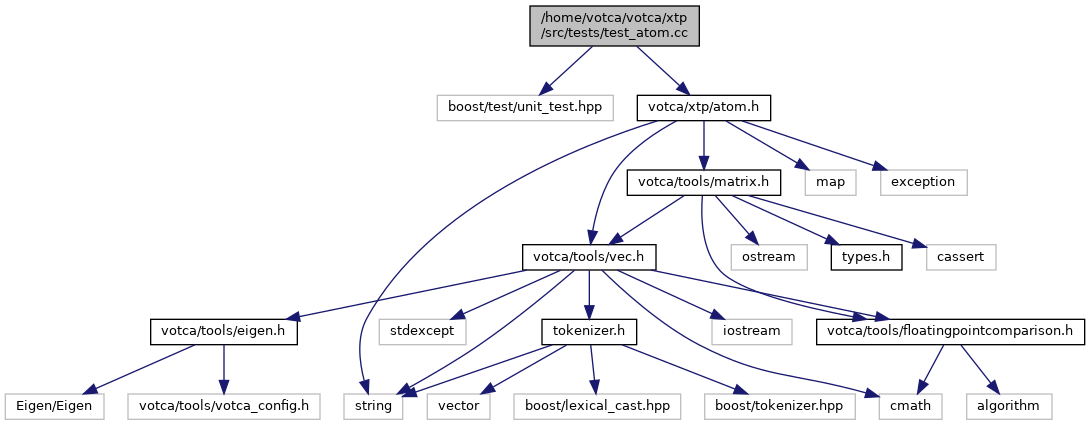 /home/votca/votca/xtp
/src/tests/test_atom.cc
boost/test/unit_test.hpp
votca/xtp/atom.h
votca/tools/matrix.h
map
exception
votca/tools/vec.h
ostream
types.h
cassert
votca/tools/eigen.h
stdexcept
tokenizer.h
iostream
votca/tools/floatingpointcomparison.h
Eigen/Eigen
votca/tools/votca_config.h
string
vector
boost/lexical_cast.hpp
boost/tokenizer.hpp
cmath
algorithm